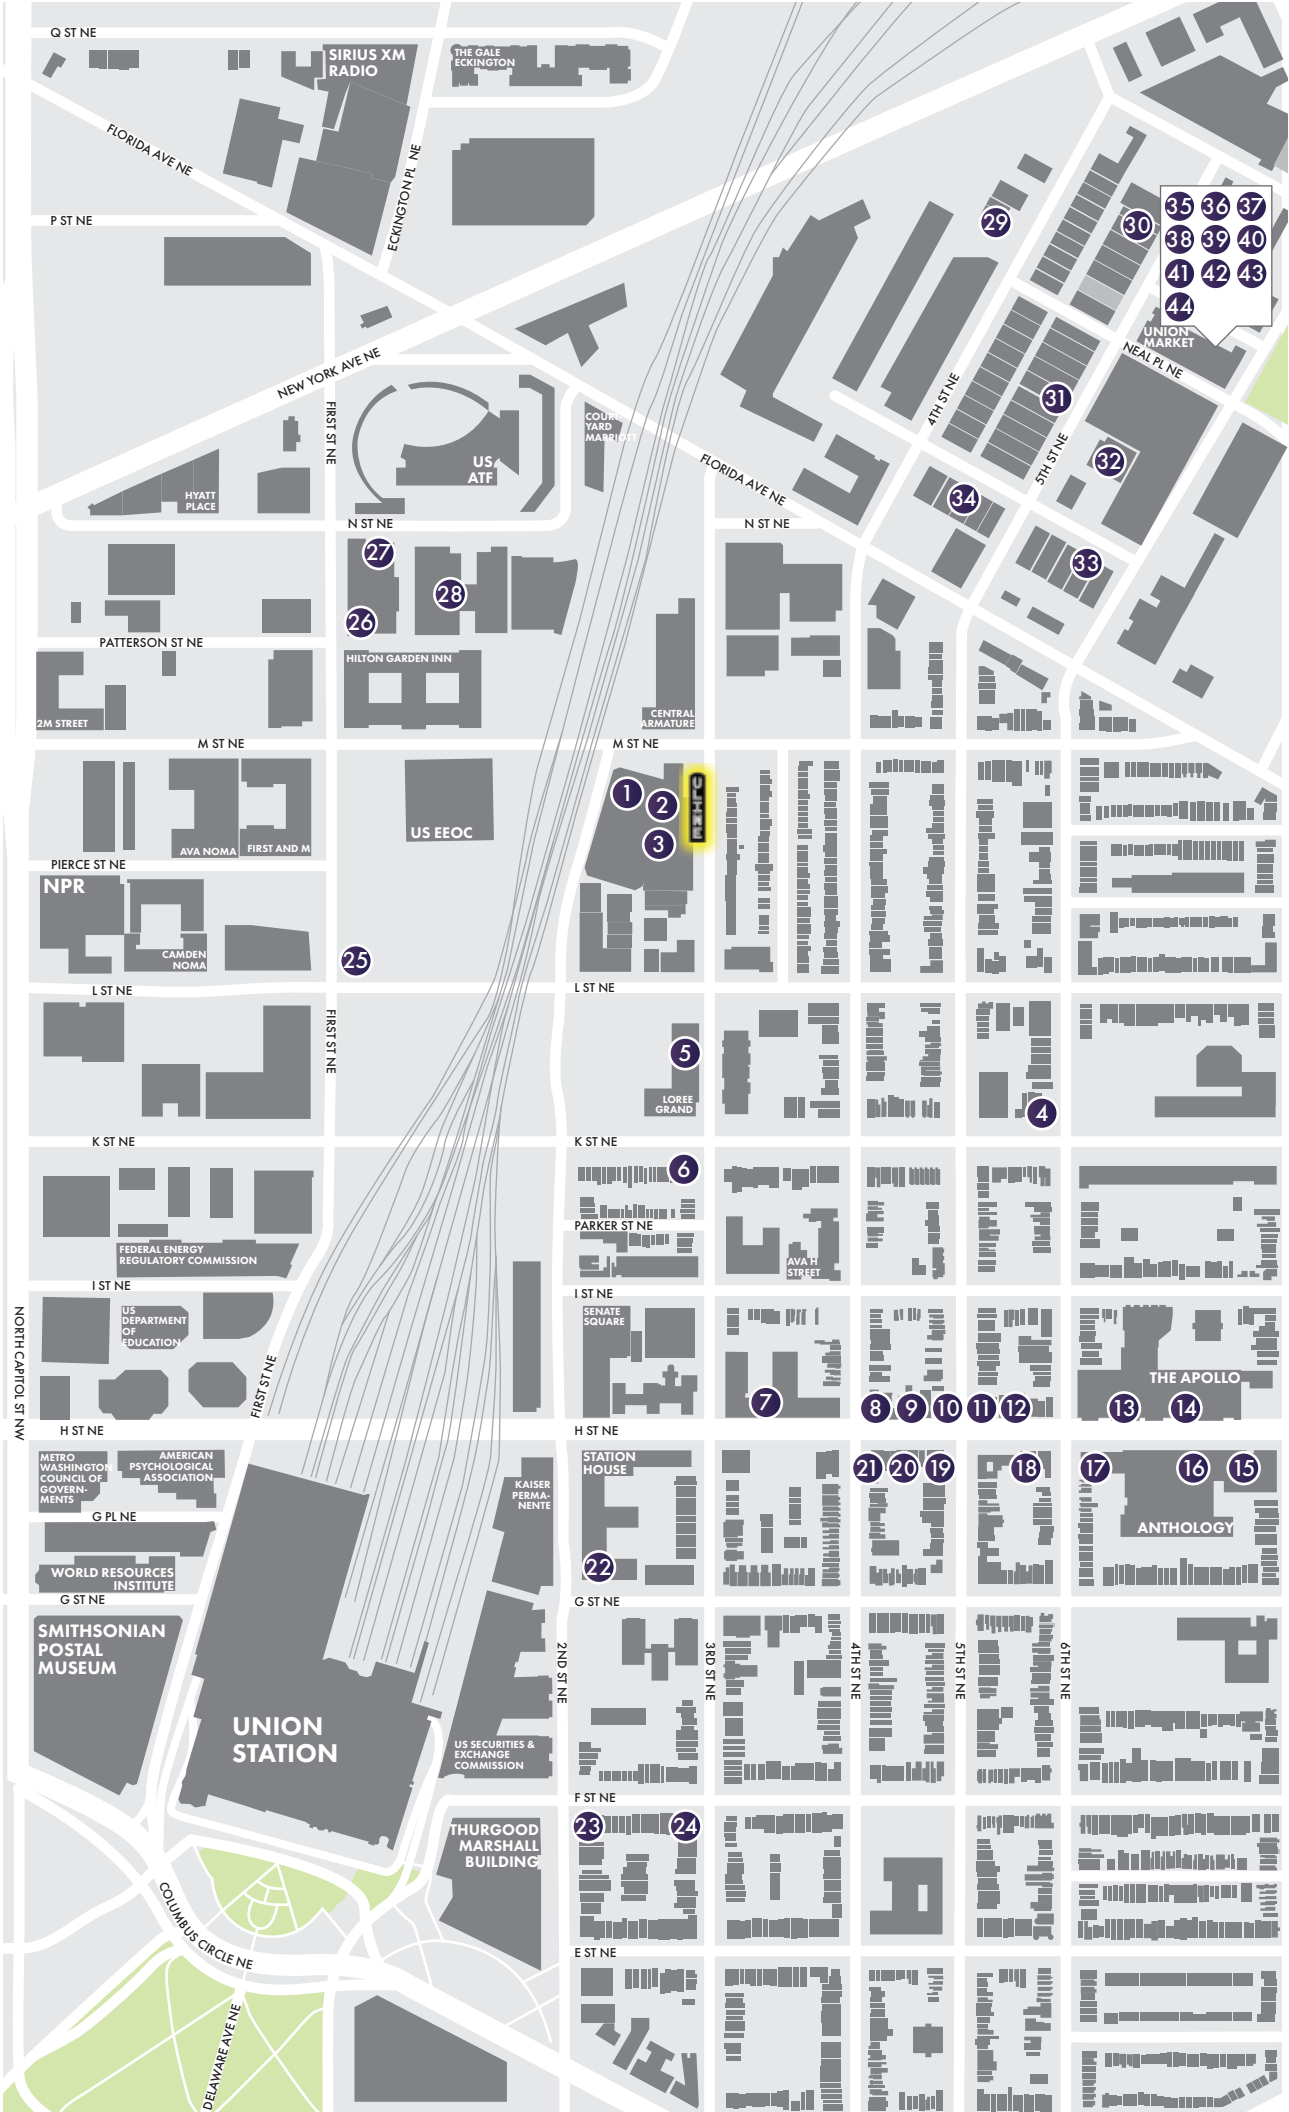 Q ST NE
SIRIUS XM
RADIO
THE GALE
ECKINGTON
FLORIDA AVE NE
ECKINGTON PL NE
P ST NE
29
30
35 36 37
38 39 40
41 42 43
44
UNION
MARKET
NEAL PL NE
NEW YORK AVE NE
FIRST ST NE
4TH ST NE
31
5TH ST NE
COURT-
YARD
MARRIOTT
US
ATF
HYATT
PLACE
FLORIDA AVE NE
32
34
N ST NE
N ST NE
27
33
28
26
PATTERSON ST NE
HILTON GARDEN INN
2M STREET
CENTRAL
ARMATURE
M ST NE
M ST NE
1
2
3
ULINE
US EEOC
AVA NOMA
FIRST AND M
PIERCE ST NE
NPR
CAMDEN
NOMA
25
L ST NE
L ST NE
FIRST ST NE
5
LOREE
GRAND
4
K ST NE
K ST NE
6
PARKER ST NE
FEDERAL ENERGY
REGULATORY COMMISSION
AVA H
STREET
I ST NE
I ST NE
NORTH CAPITOL ST NW
US
DEPARTMENT
OF
EDUCATION
SENATE
SQUARE
FIRST ST NE
THE APOLLO
7
8 9 10 11 12
13 14
H ST NE
H ST NE
METRO
WASHINGTON
COUNCIL OF
GOVERN-
MENTS
AMERICAN
PSYCHOLOGICAL
ASSOCIATION
STATION
HOUSE
21 20 19
18
17
16 15
KAISER
PERMA-
NENTE
G PL NE
ANTHOLOGY
22
WORLD RESOURCES
INSTITUTE
G ST NE
G ST NE
SMITHSONIAN
POSTAL
MUSEUM
2ND ST NE
3RD ST NE
4TH ST NE
5TH ST NE
6TH ST NE
UNION
STATION
US SECURITIES &
EXCHANGE
COMMISSION
F ST NE
THURGOOD
MARSHALL
BUILDING
23
24
COLUMBUS CIRCLE NE
E ST NE
DELAWARE AVE NE